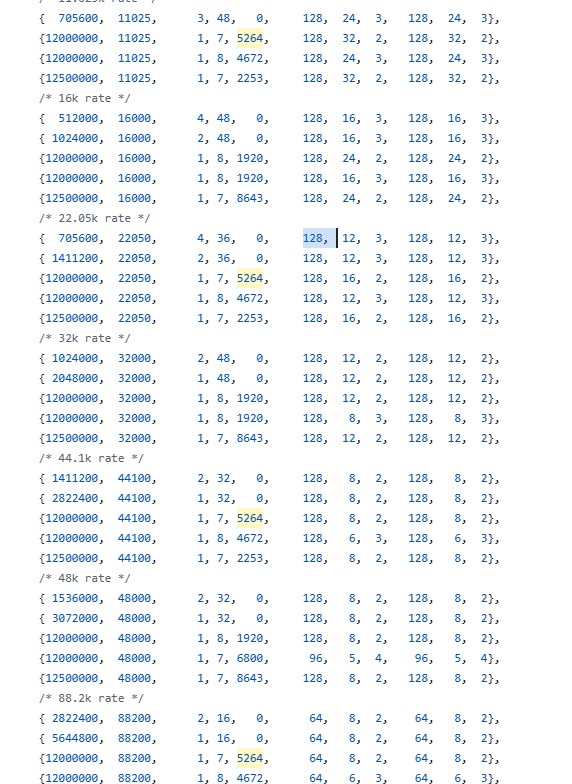 /* 11.025k rate */
{  705600,  11025,      3, 48,   0,     128,  24,  3,   128,  24,  3},
{12000000,  11025,      1, 7, 5264,     128,  32,  2,   128,  32,  2},
{12000000,  11025,      1, 8, 4672,     128,  24,  3,   128,  24,  3},
{12500000,  11025,      1, 7, 2253,     128,  32,  2,   128,  32,  2},
/* 16k rate */
{  512000,  16000,      4, 48,   0,     128,  16,  3,   128,  16,  3},
{ 1024000,  16000,      2, 48,   0,     128,  16,  3,   128,  16,  3},
{12000000,  16000,      1, 8, 1920,     128,  24,  2,   128,  24,  2},
{12000000,  16000,      1, 8, 1920,     128,  16,  3,   128,  16,  3},
{12500000,  16000,      1, 7, 8643,     128,  24,  2,   128,  24,  2},
/* 22.05k rate */
{  705600,  22050,      4, 36,   0,     128,  12,  3,   128,  12,  3},
{ 1411200,  22050,      2, 36,   0,     128,  12,  3,   128,  12,  3},
{12000000,  22050,      1, 7, 5264,     128,  16,  2,   128,  16,  2},
{12000000,  22050,      1, 8, 4672,     128,  12,  3,   128,  12,  3},
{12500000,  22050,      1, 7, 2253,     128,  16,  2,   128,  16,  2},
/* 32k rate */
{ 1024000,  32000,      2, 48,   0,     128,  12,  2,   128,  12,  2},
{ 2048000,  32000,      1, 48,   0,     128,  12,  2,   128,  12,  2},
{12000000,  32000,      1, 8, 1920,     128,  12,  2,   128,  12,  2},
{12000000,  32000,      1, 8, 1920,     128,   8,  3,   128,   8,  3},
{12500000,  32000,      1, 7, 8643,     128,  12,  2,   128,  12,  2},
/* 44.1k rate */
{ 1411200,  44100,      2, 32,   0,     128,   8,  2,   128,   8,  2},
{ 2822400,  44100,      1, 32,   0,     128,   8,  2,   128,   8,  2},
{12000000,  44100,      1, 7, 5264,     128,   8,  2,   128,   8,  2},
{12000000,  44100,      1, 8, 4672,     128,   6,  3,   128,   6,  3},
{12500000,  44100,      1, 7, 2253,     128,   8,  2,   128,   8,  2},
/* 48k rate */
{ 1536000,  48000,      2, 32,   0,     128,   8,  2,   128,   8,  2},
{ 3072000,  48000,      1, 32,   0,     128,   8,  2,   128,   8,  2},
{12000000,  48000,      1, 8, 1920,     128,   8,  2,   128,   8,  2},
{12000000,  48000,      1, 7, 6800,      96,   5,  4,    96,   5,  4},
{12500000,  48000,      1, 7, 8643,     128,   8,  2,   128,   8,  2},
/* 88.2k rate */
{ 2822400,  88200,      2, 16,   0,      64,   8,  2,    64,   8,  2},
{ 5644800,  88200,      1, 16,   0,      64,   8,  2,    64,   8,  2},
{12000000,  88200,      1, 7, 5264,      64,   8,  2,    64,   8,  2},
{12000000,  88200,      1, 8, 4672,      64,   6,  3,    64,   6,  3},